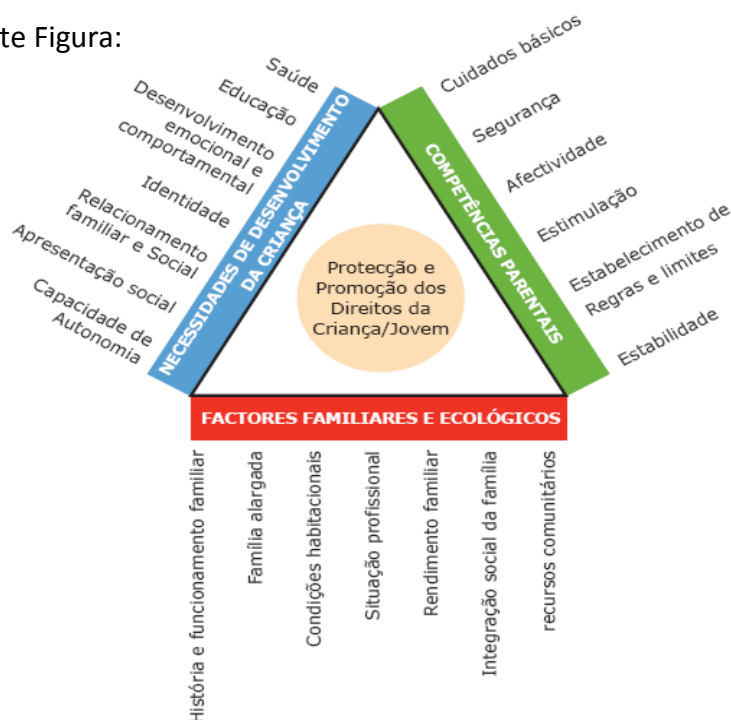 te Figura:
Saúde
Educação
Desenvolvimento
emocional e
comportamental
Identidade
Relacionamento
familiar e Social
Apresentação social
Capacidade de
Autonomia
NECESSIDADES DE DESENVOLVIMENTO
DA CRIANÇA
COMPETÊNCIAS PARENTAIS
Cuidados básicos
Segurança
Afectividade
Estimulação
Estabelecimento de
Regras e limites
Estabilidade
Protecção e
Promoção dos
Direitos da
Criança/Jovem
FACTORES FAMILIARES E ECOLÓGICOS
História e funcionamento familiar
Família alargada
Condições habitacionais
Situação profissional
Rendimento familiar
Integração social da família
recursos comunitários